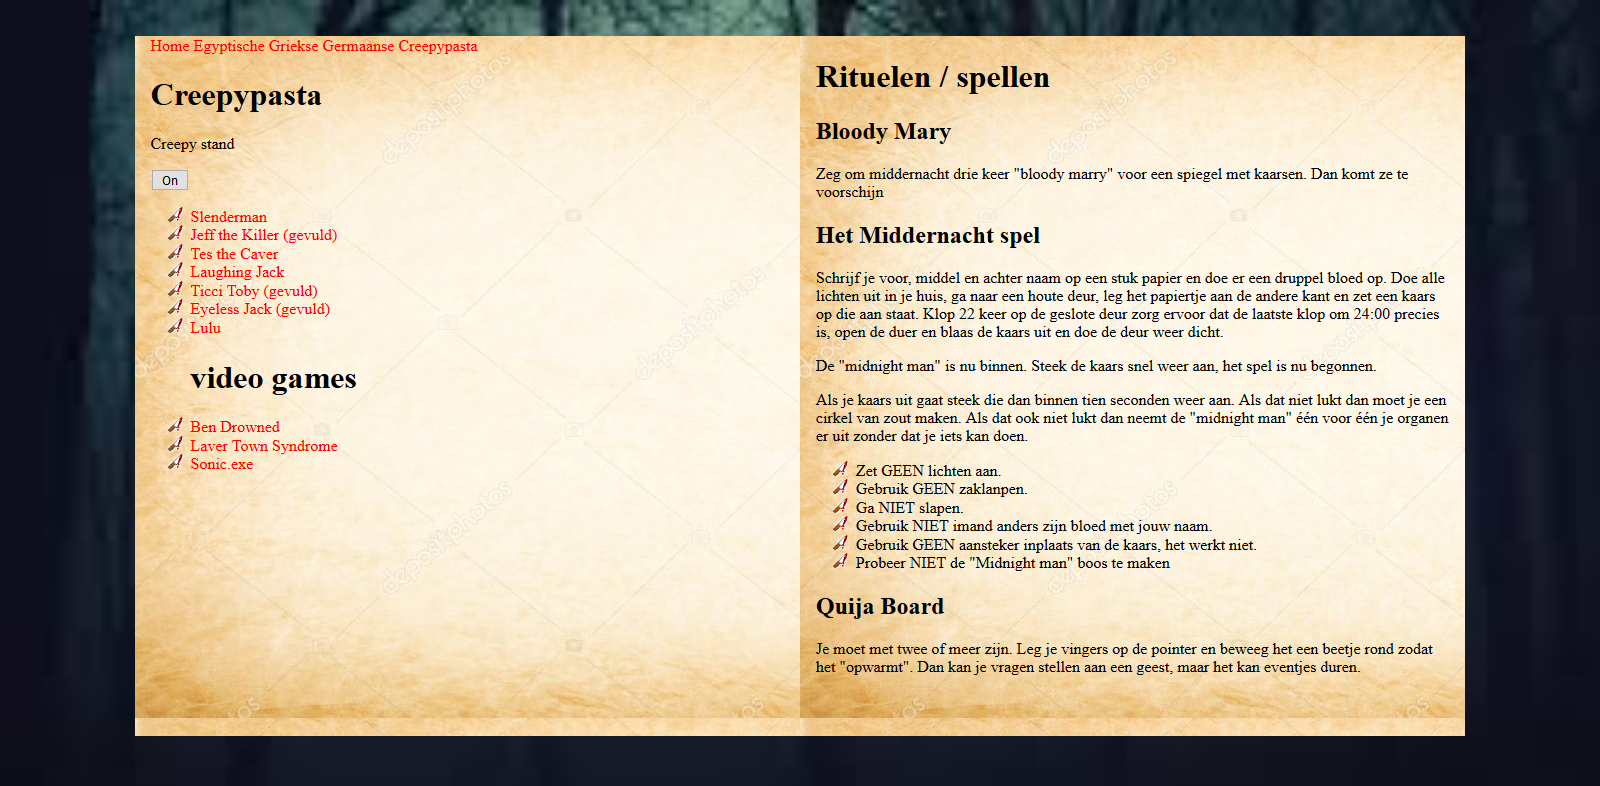 Home Egyptische Griekse Germaanse Creepypasta
Creepypasta
Creepy stand
On
Slenderman
Jeff the Killer (gevuld)
Tes the Caver
Laughing Jack
Ticci Toby (gevuld)
Eyeless Jack (gevuld)
Lulu
video games
Ben Drowned
Laver Town Syndrome
Sonic.exe
Rituelen / spellen
Bloody Mary
Zeg om middernacht drie keer "bloody marry" voor een spiegel met kaarsen. Dan komt ze te
voorschijn
Het Middernacht spel
Schrijf je voor, middel en achter naam op een stuk papier en doe er een druppel bloed op. Doe alle
lichten uit in je huis, ga naar een houte deur, leg het papiertje aan de andere kant en zet een kaars
op die aan staat. Klop 22 keer op de geslote deur zorg ervoor dat de laatste klop om 24:00 precies
is, open de duer en blaas de kaars uit en doe de deur weer dicht.
De "midnight man" is nu binnen. Steek de kaars snel weer aan, het spel is nu begonnen.
Als je kaars uit gaat steek die dan binnen tien seconden weer aan. Als dat niet lukt dan moet je een
cirkel van zout maken. Als dat ook niet lukt dan neemt de "midnight man" één voor één je organen
er uit zonder dat je iets kan doen.
Zet GEEN lichten aan.
Gebruik GEEN zaklanpen.
Ga NIET slapen.
Gebruik NIET imand anders zijn bloed met jouw naam.
Gebruik GEEN aansteker inplaats van de kaars, het werkt niet.
Probeer NIET de "Midnight man" boos te maken
Quija Board
Je moet met twee of meer zijn. Leg je vingers op de pointer en beweeg het een beetje rond zodat
het "opwarmt". Dan kan je vragen stellen aan een geest, maar het kan eventjes duren.
depositphotos
depositphotos
depositphotos
depositphotos
depositphotos
depositphotos